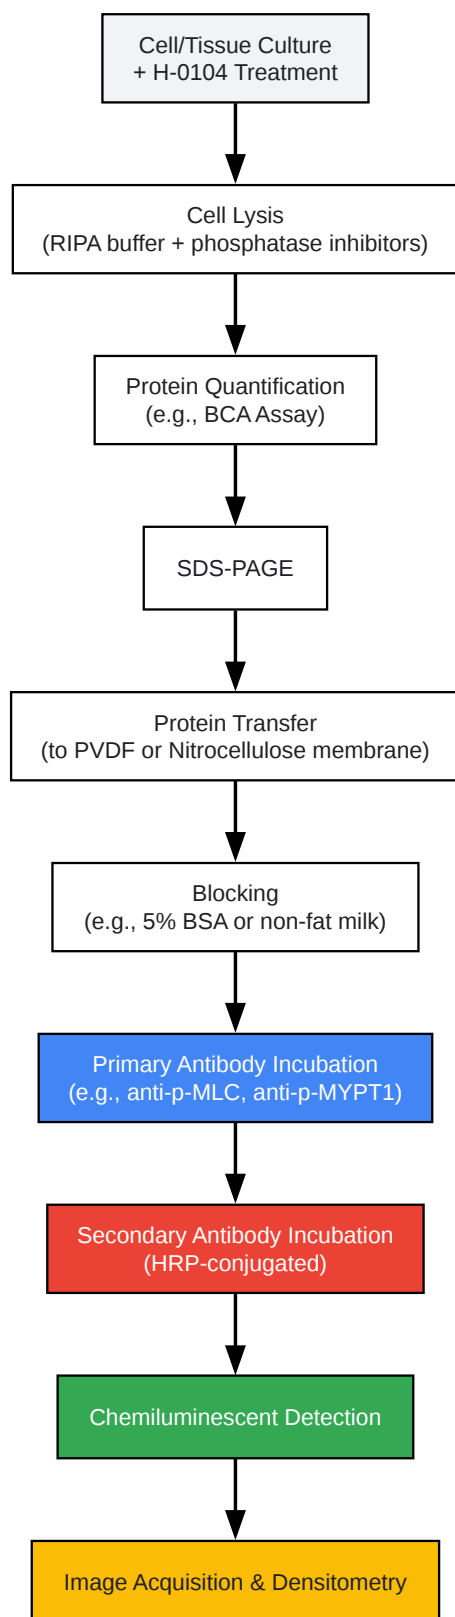 Cell/Tissue Culture
+ H-0104 Treatment
Cell Lysis
(RIPA buffer + phosphatase inhibitors)
Protein Quantification
(e.g., BCA Assay)
SDS-PAGE
Protein Transfer
(to PVDF or Nitrocellulose membrane)
Blocking
(e.g., 5% BSA or non-fat milk)
Primary Antibody Incubation
(e.g., anti-p-MLC, anti-p-MYPT1)
Secondary Antibody Incubation
(HRP-conjugated)
Chemiluminescent Detection
Image Acquisition & Densitometry